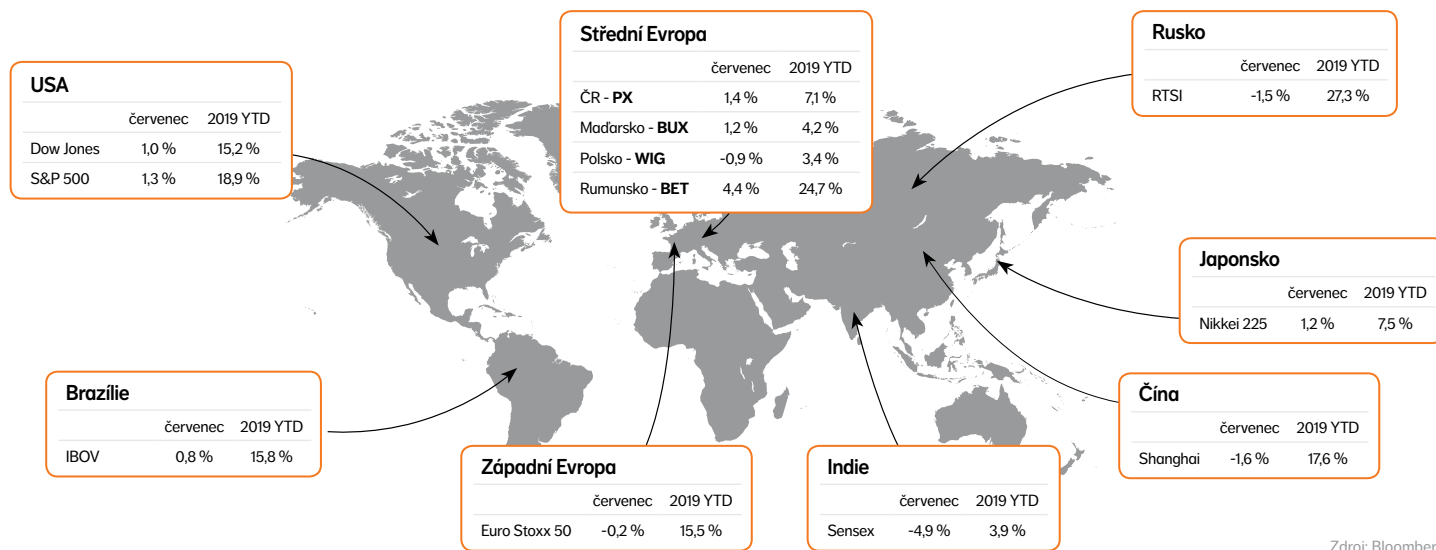 USA
červenec 2019 YTD
Dow Jones 1,0 % 15,2 %
S&P 500 1,3 % 18,9 %
Střední Evropa
červenec 2019 YTD
ČR - PX 1,4 % 7,1 %
Maďarsko - BUX 1,2 % 4,2 %
Polsko - WIG -0,9 % 3,4 %
Rumunsko - BET 4,4 % 24,7 %
Rusko
červenec 2019 YTD
RTSI -1,5 % 27,3 %
Japonsko
červenec 2019 YTD
Nikkei 225 1,2 % 7,5 %
Brazílie
červenec 2019 YTD
IBOV 0,8 % 15,8 %
Čína
červenec 2019 YTD
Shanghai -1,6 % 17,6 %
Západní Evropa
červenec 2019 YTD
Euro Stoxx 50 -0,2 % 15,5 %
Indie
červenec 2019 YTD
Sensex -4,9 % 3,9 %
Zdroj: Bloomber